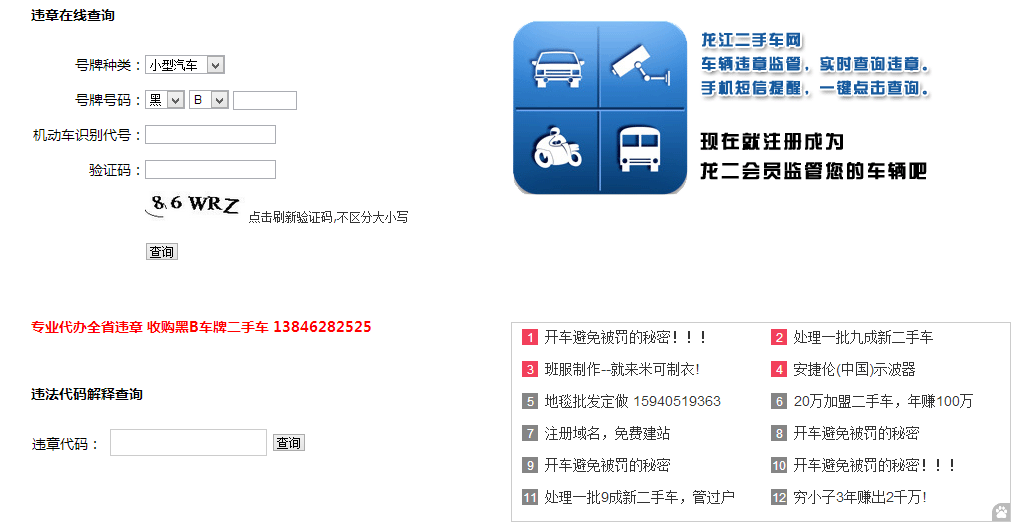 违章在线查询
号牌种类： 小型汽车
号牌号码： 黑 B
机动车识别代号：
验证码：
8.6 WRZ 点击刷新验证码,不区分大小写
查询
专业代办全省违章 收购黑B车牌二手车 13846282525
违法代码解释查询
违章代码： 查询
龙江二手车网
车辆违章监管，实时查询违章。
手机短信提醒，一键点击查询。
现在就注册成为
龙二会员监管您的车辆吧
1 开车避免被罚的秘密！！！
2 处理一批九成新二手车
3 班服制作--就来米可制衣!
4 安捷伦(中国)示波器
5 地毯批发定做 15940519363
6 20万加盟二手车，年赚100万
7 注册域名，免费建站
8 开车避免被罚的秘密
9 开车避免被罚的秘密
10 开车避免被罚的秘密！！！
11 处理一批9成新二手车，管过户
12 穷小子3年赚出2千万!